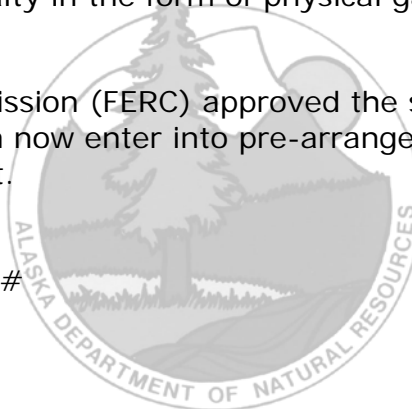 ty in the form of physical g
ission (FERC) approved the s
now enter into pre-arrange
t.
#
ALASKA DEPARTMENT OF NATURAL RESOURCES